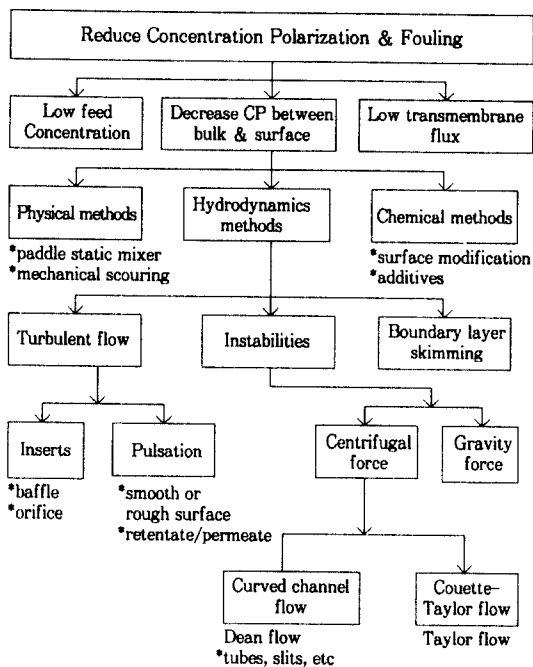 Reduce Concentration Polarization & Fouling
Low feed
Concentration
Decrease CP between
bulk & surface
Low transmembrane
flux
Physical methods
*paddle static mixer
*mechanical scouring
Hydrodynamics
methods
Chemical methods
*surface modification
*additives
Turbulent flow
Instabilities
Boundary layer
skimming
Inserts
*baffle
*orifice
Pulsation
*smooth or
rough surface
*retentate/permeate
Centrifugal
force
Gravity
force
Curved channel
flow
Dean flow
*tubes, slits, etc
Couette-
Taylor flow
Taylor flow